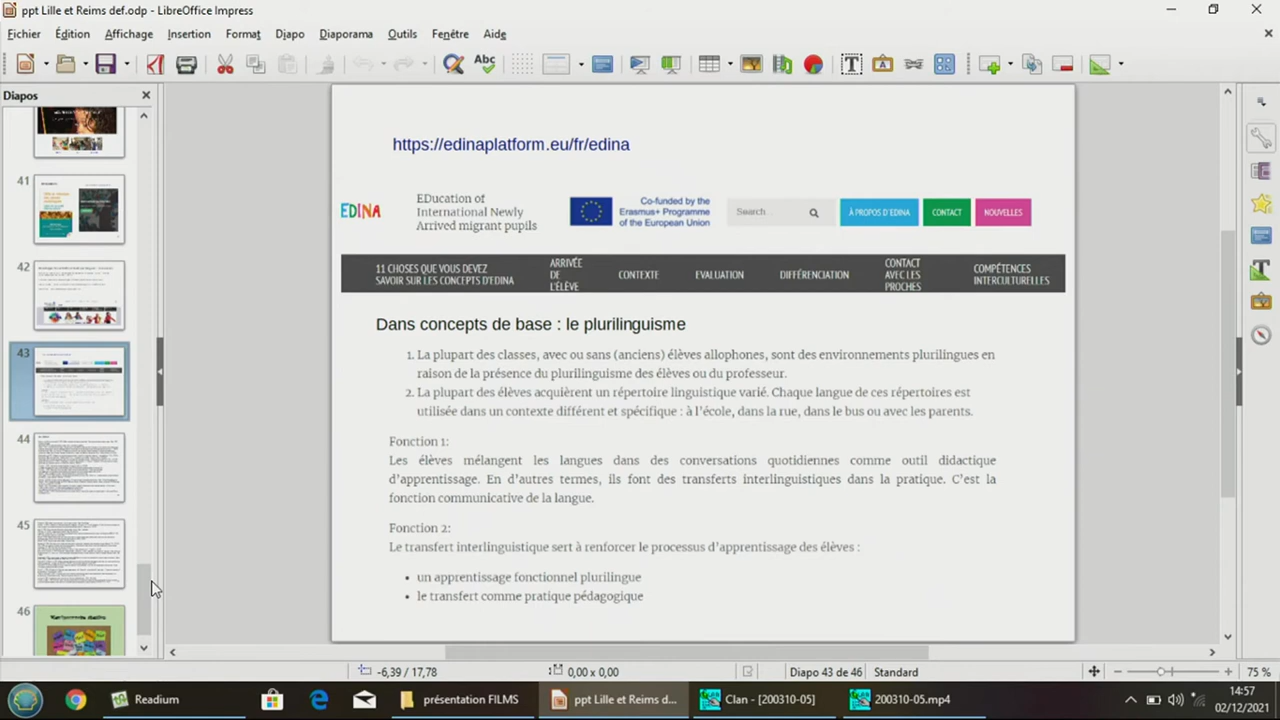 ppt Lille et Reims def.odp - LibreOffice Impress
Fichier Édition Affichage Insertion Format Diapo Diaporama Outils Fenêtre Aide
Abc
Diapos
41
42
43
44
45
46
https://edinaplatform.eu/fr/edina
EDINA
EDucation of
International Newly
Arrived migrant pupils
Co-funded by the
Erasmus+ Programme
of the European Union
Search...
À PROPOS D'EDINA
CONTACT
NOUVELLES
11 CHOSES QUE VOUS DEVEZ
SAVOIR SUR LES CONCEPTS D'EDINA
ARRIVÉE
DE
L'ÉLÈVE
CONTEXTE
EVALUATION
DIFFÉRENCIATION
CONTACT
AVEC LES
PROCHES
COMPÉTENCES
INTERCULTURELLES
Dans concepts de base : le plurilinguisme
1. La plupart des classes, avec ou sans (anciens) élèves allophones, sont des environnements plurilingues en
raison de la présence du plurilinguisme des élèves ou du professeur.
2. La plupart des élèves acquièrent un répertoire linguistique varié. Chaque langue de ces répertoires est
utilisée dans un contexte différent et spécifique : à l'école, dans la rue, dans le bus ou avec les parents.
Fonction 1:
Les élèves mélangent les langues dans des conversations quotidiennes comme outil didactique
d'apprentissage. En d'autres termes, ils font des transferts interlinguistiques dans la pratique. C'est la
fonction communicative de la langue.
Fonction 2:
Le transfert interlinguistique sert à renforcer le processus d'apprentissage des élèves :
• un apprentissage fonctionnel plurilingue
• le transfert comme pratique pédagogique
-6,39 / 17,78
0,00 x 0,00
Diapo 43 de 46
Standard
75 %
Readium
présentation FILMS
ppt Lille et Reims d...
Clan - [200310-05]
200310-05.mp4
14:57
02/12/2021